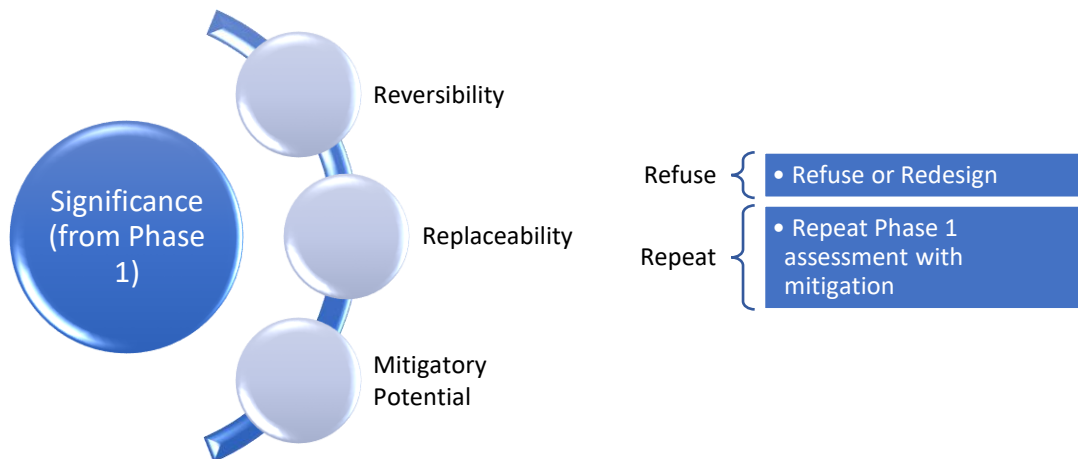 Significance
(from Phase
1)
Reversibility
Replaceability
Mitigatory
Potential
Refuse
• Refuse or Redesign
Repeat
• Repeat Phase 1
assessment with
mitigation